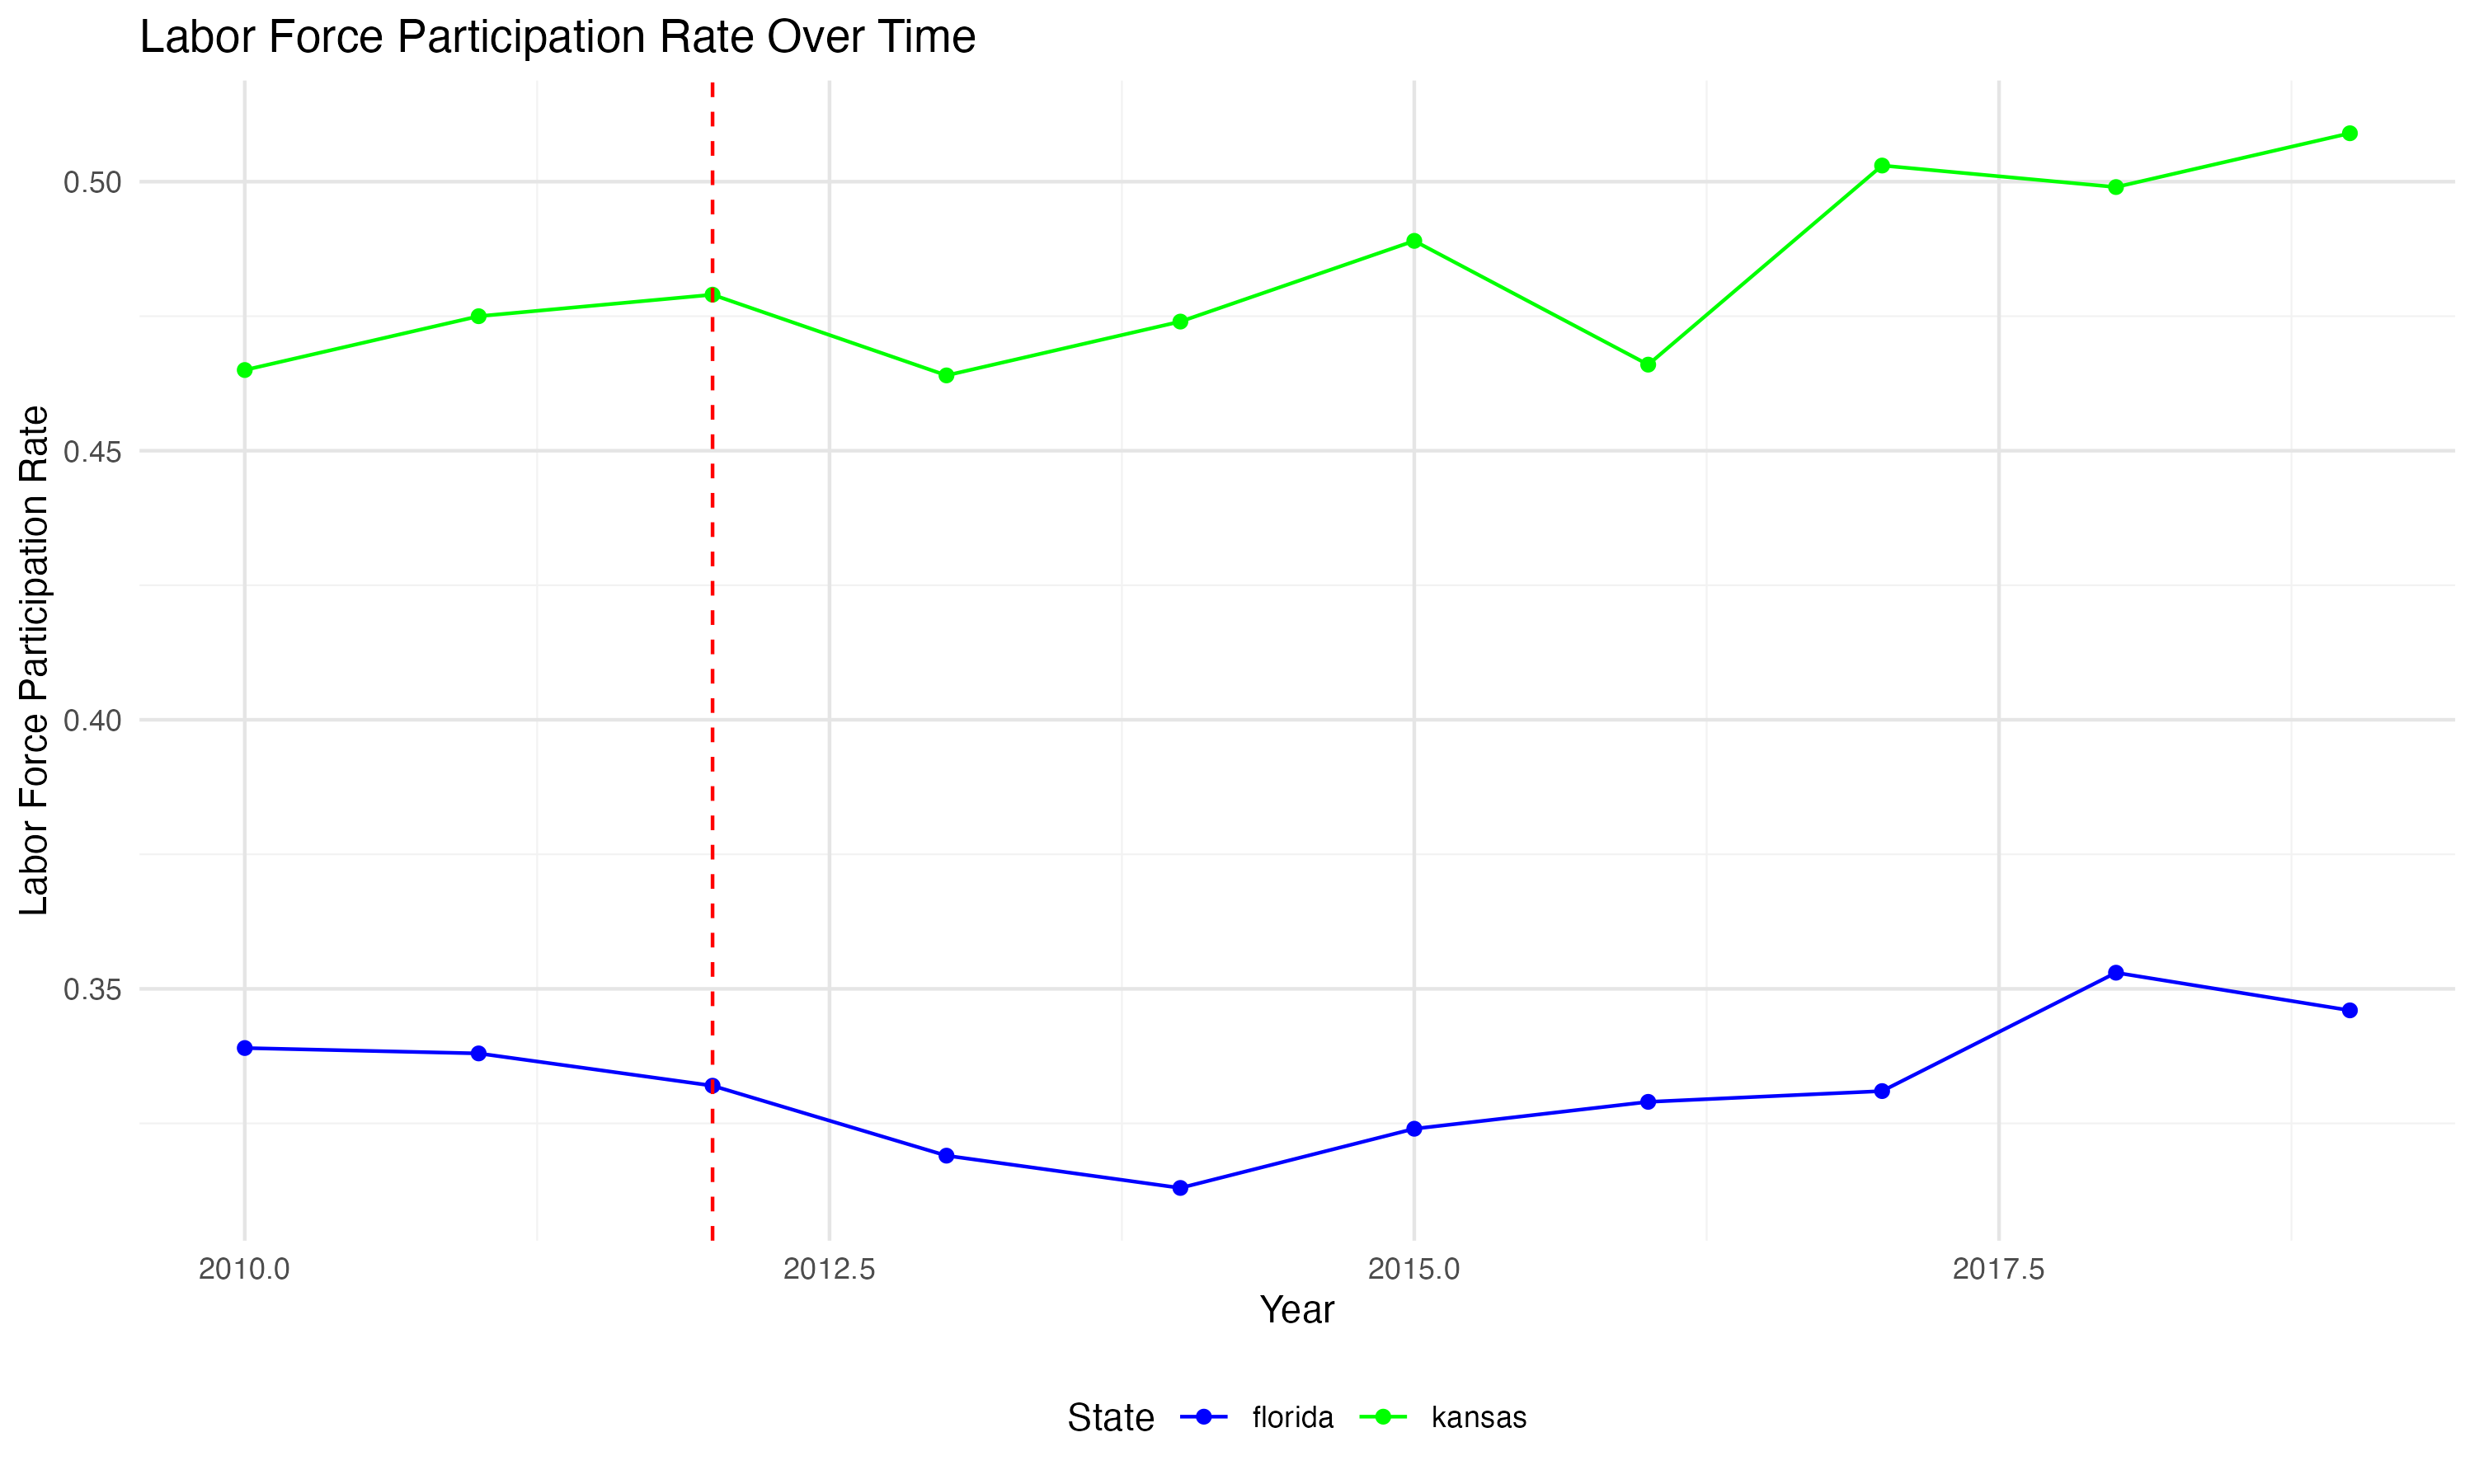 Labor Force Participation Rate Over Time
Labor Force Participation Rate
0.50
0.45
0.40
0.35
2010.0 2012.5 2015.0 2017.5
Year
State florida kansas